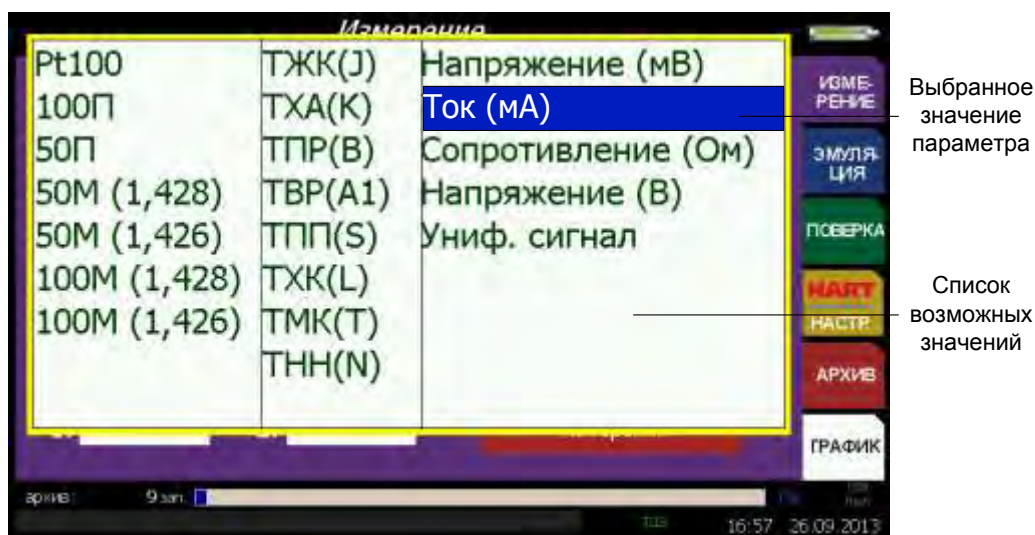 Измерение
Pt100
100П
50П
50М (1,428)
50М (1,426)
100М (1,428)
100М (1,426)
ТЖК(J)
ТХА(K)
ТПР(B)
ТВР(A1)
ТПП(S)
ТХК(L)
ТМК(T)
ТНН(N)
Напряжение (мВ)
Ток (мА)
Сопротивление (Ом)
Напряжение (В)
Униф. сигнал
ИЗМЕ-
РЕНИЕ
ЭМУЛЯ-
ЦИЯ
ПОВЕРКА
HART
НАСТР.
АРХИВ
ГРАФИК
Выбранное
значение
параметра
Список
возможных
значений
архив:
9 зап.
16:57
26.09.2013